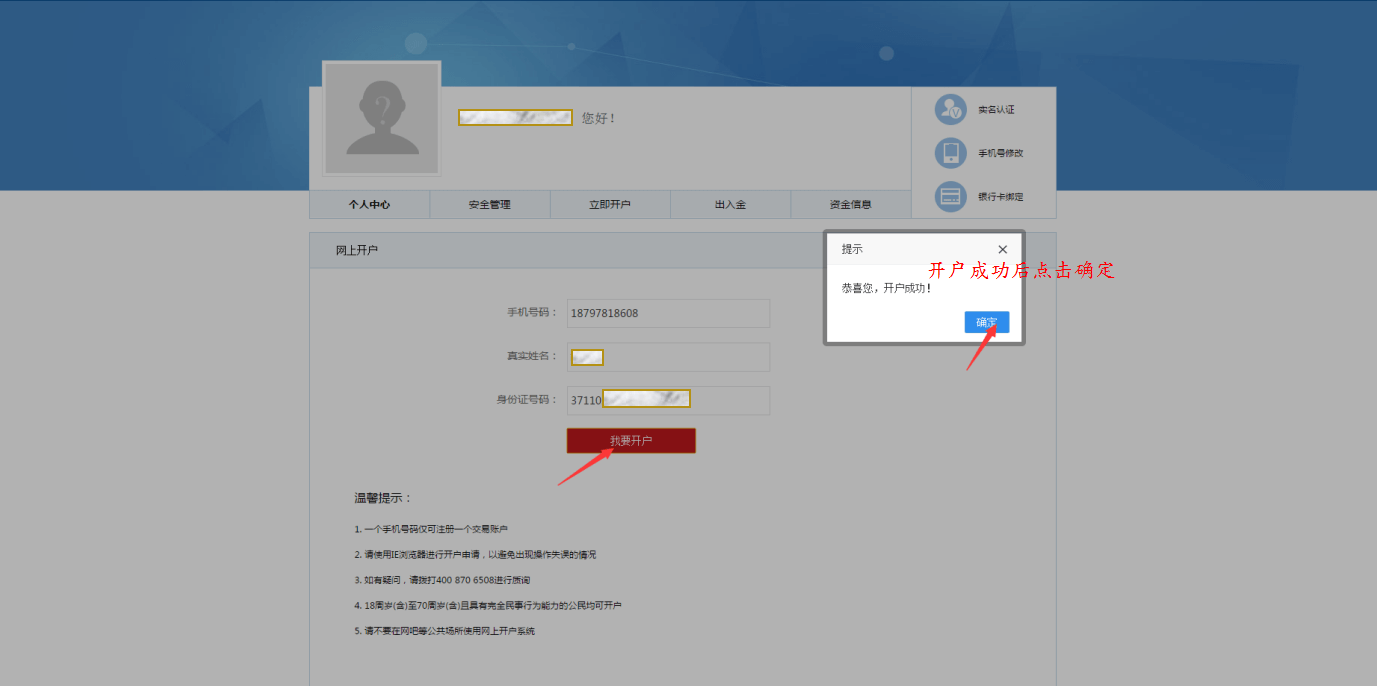 您好！
实名认证
手机号修改
银行卡绑定
个人中心 安全管理 立即开户 出入金 资金信息
网上开户
提示
开户成功后点击确定
恭喜您，开户成功！
确定
手机号码： 18797818608
真实姓名：
身份证号码： 37110
我要开户
温馨提示：
1. 一个手机号码仅可注册一个交易账户
2. 请使用IE浏览器进行开户申请，以避免出现操作失误的情况
3. 如有疑问，请拨打400 870 6508进行质询
4. 18周岁(含)至70周岁(含)且具有完全民事行为能力的公民均可开户
5. 请不要在网吧等公共场所使用网上开户系统